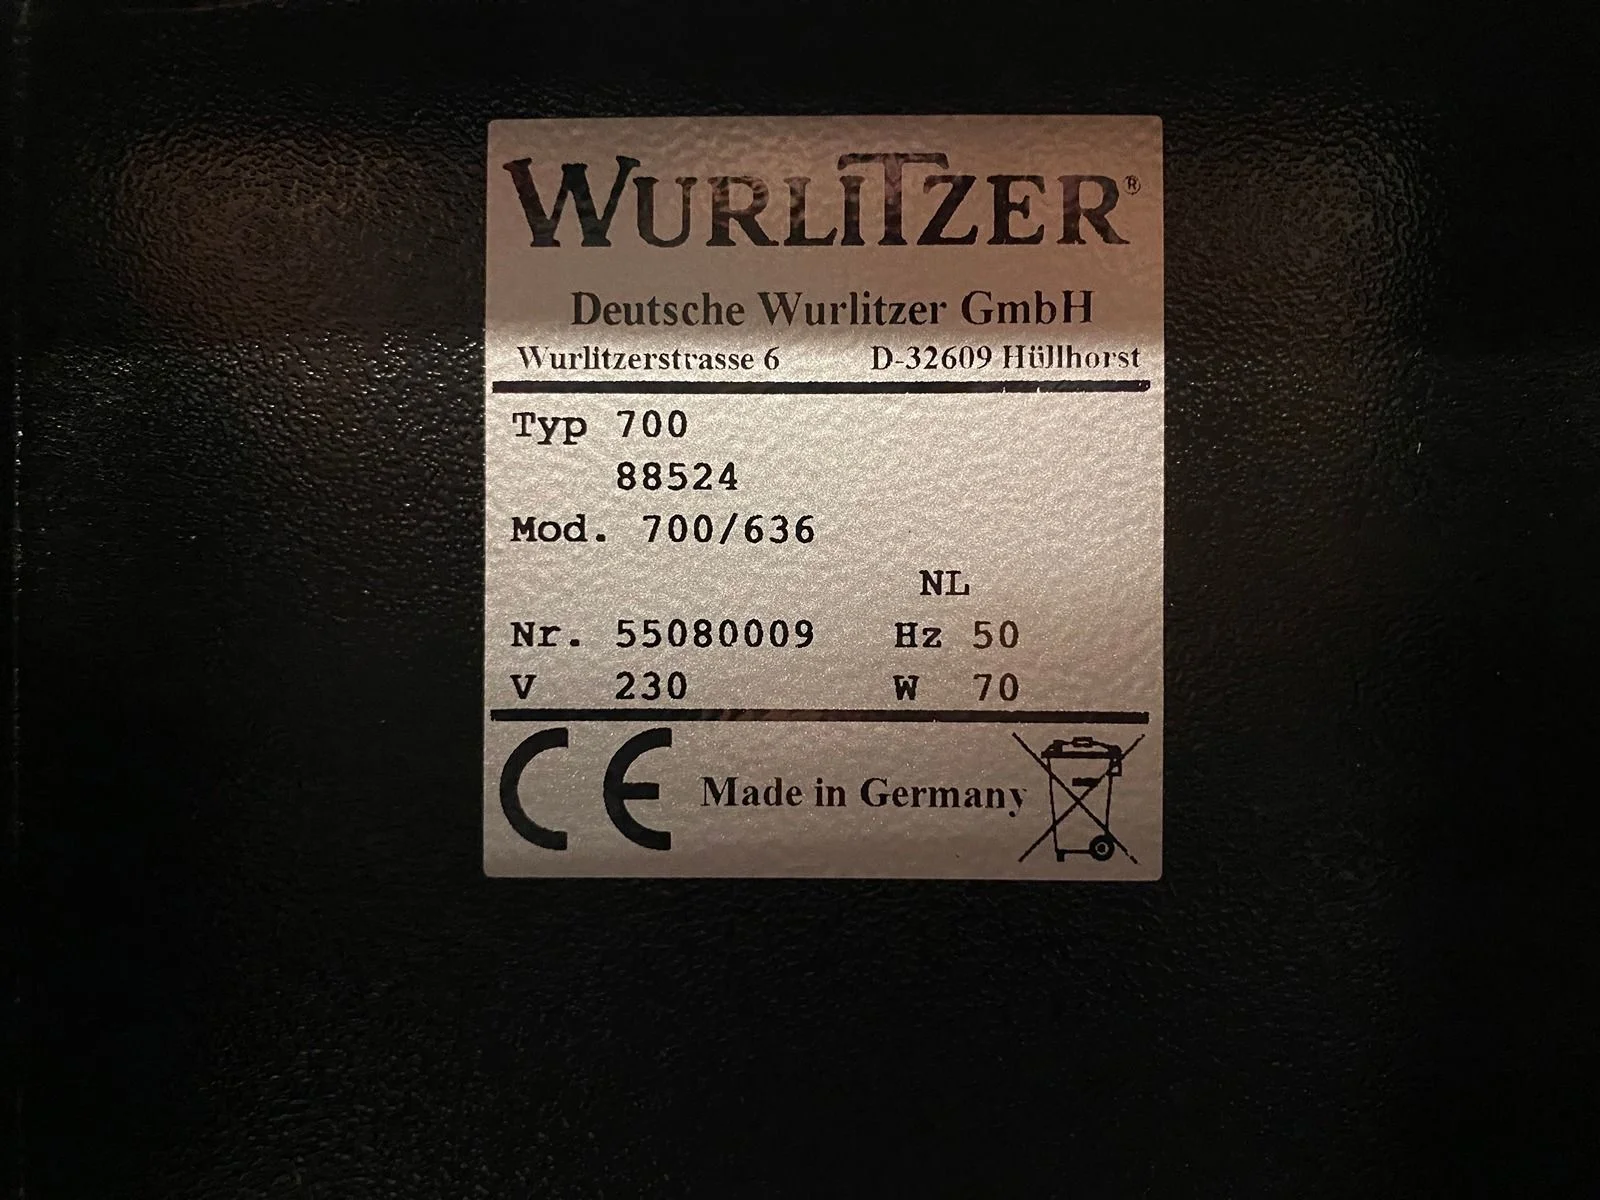 WURLITZER®
Deutsche Wurlitzer GmbH
Wurlitzerstrasse 6 D-32609 Hüllhorst
Typ 700
88524
Mod. 700/636
NL
Nr. 55080009 Hz 50
V 230 W 70
CE Made in Germany